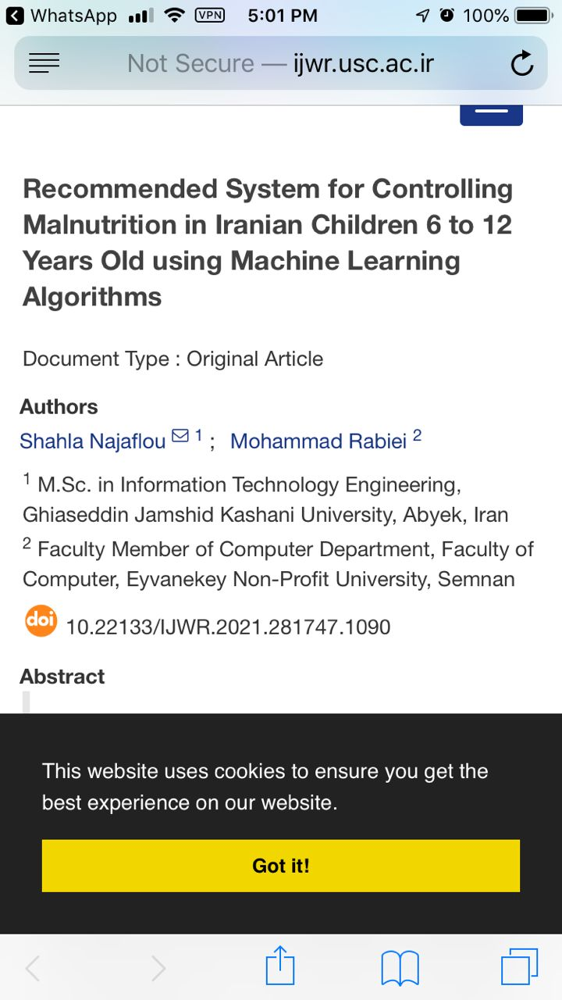 WhatsApp VPN 5:01 PM 100%
Not Secure — ijwr.usc.ac.ir
Recommended System for Controlling
Malnutrition in Iranian Children 6 to 12
Years Old using Machine Learning
Algorithms
Document Type : Original Article
Authors
Shahla Najaflou 1 ; Mohammad Rabiei 2
1 M.Sc. in Information Technology Engineering,
Ghiaseddin Jamshid Kashani University, Abyek, Iran
2 Faculty Member of Computer Department, Faculty of
Computer, Eyvanekey Non-Profit University, Semnan
doi 10.22133/IJWR.2021.281747.1090
Abstract
This website uses cookies to ensure you get the
best experience on our website.
Got it!